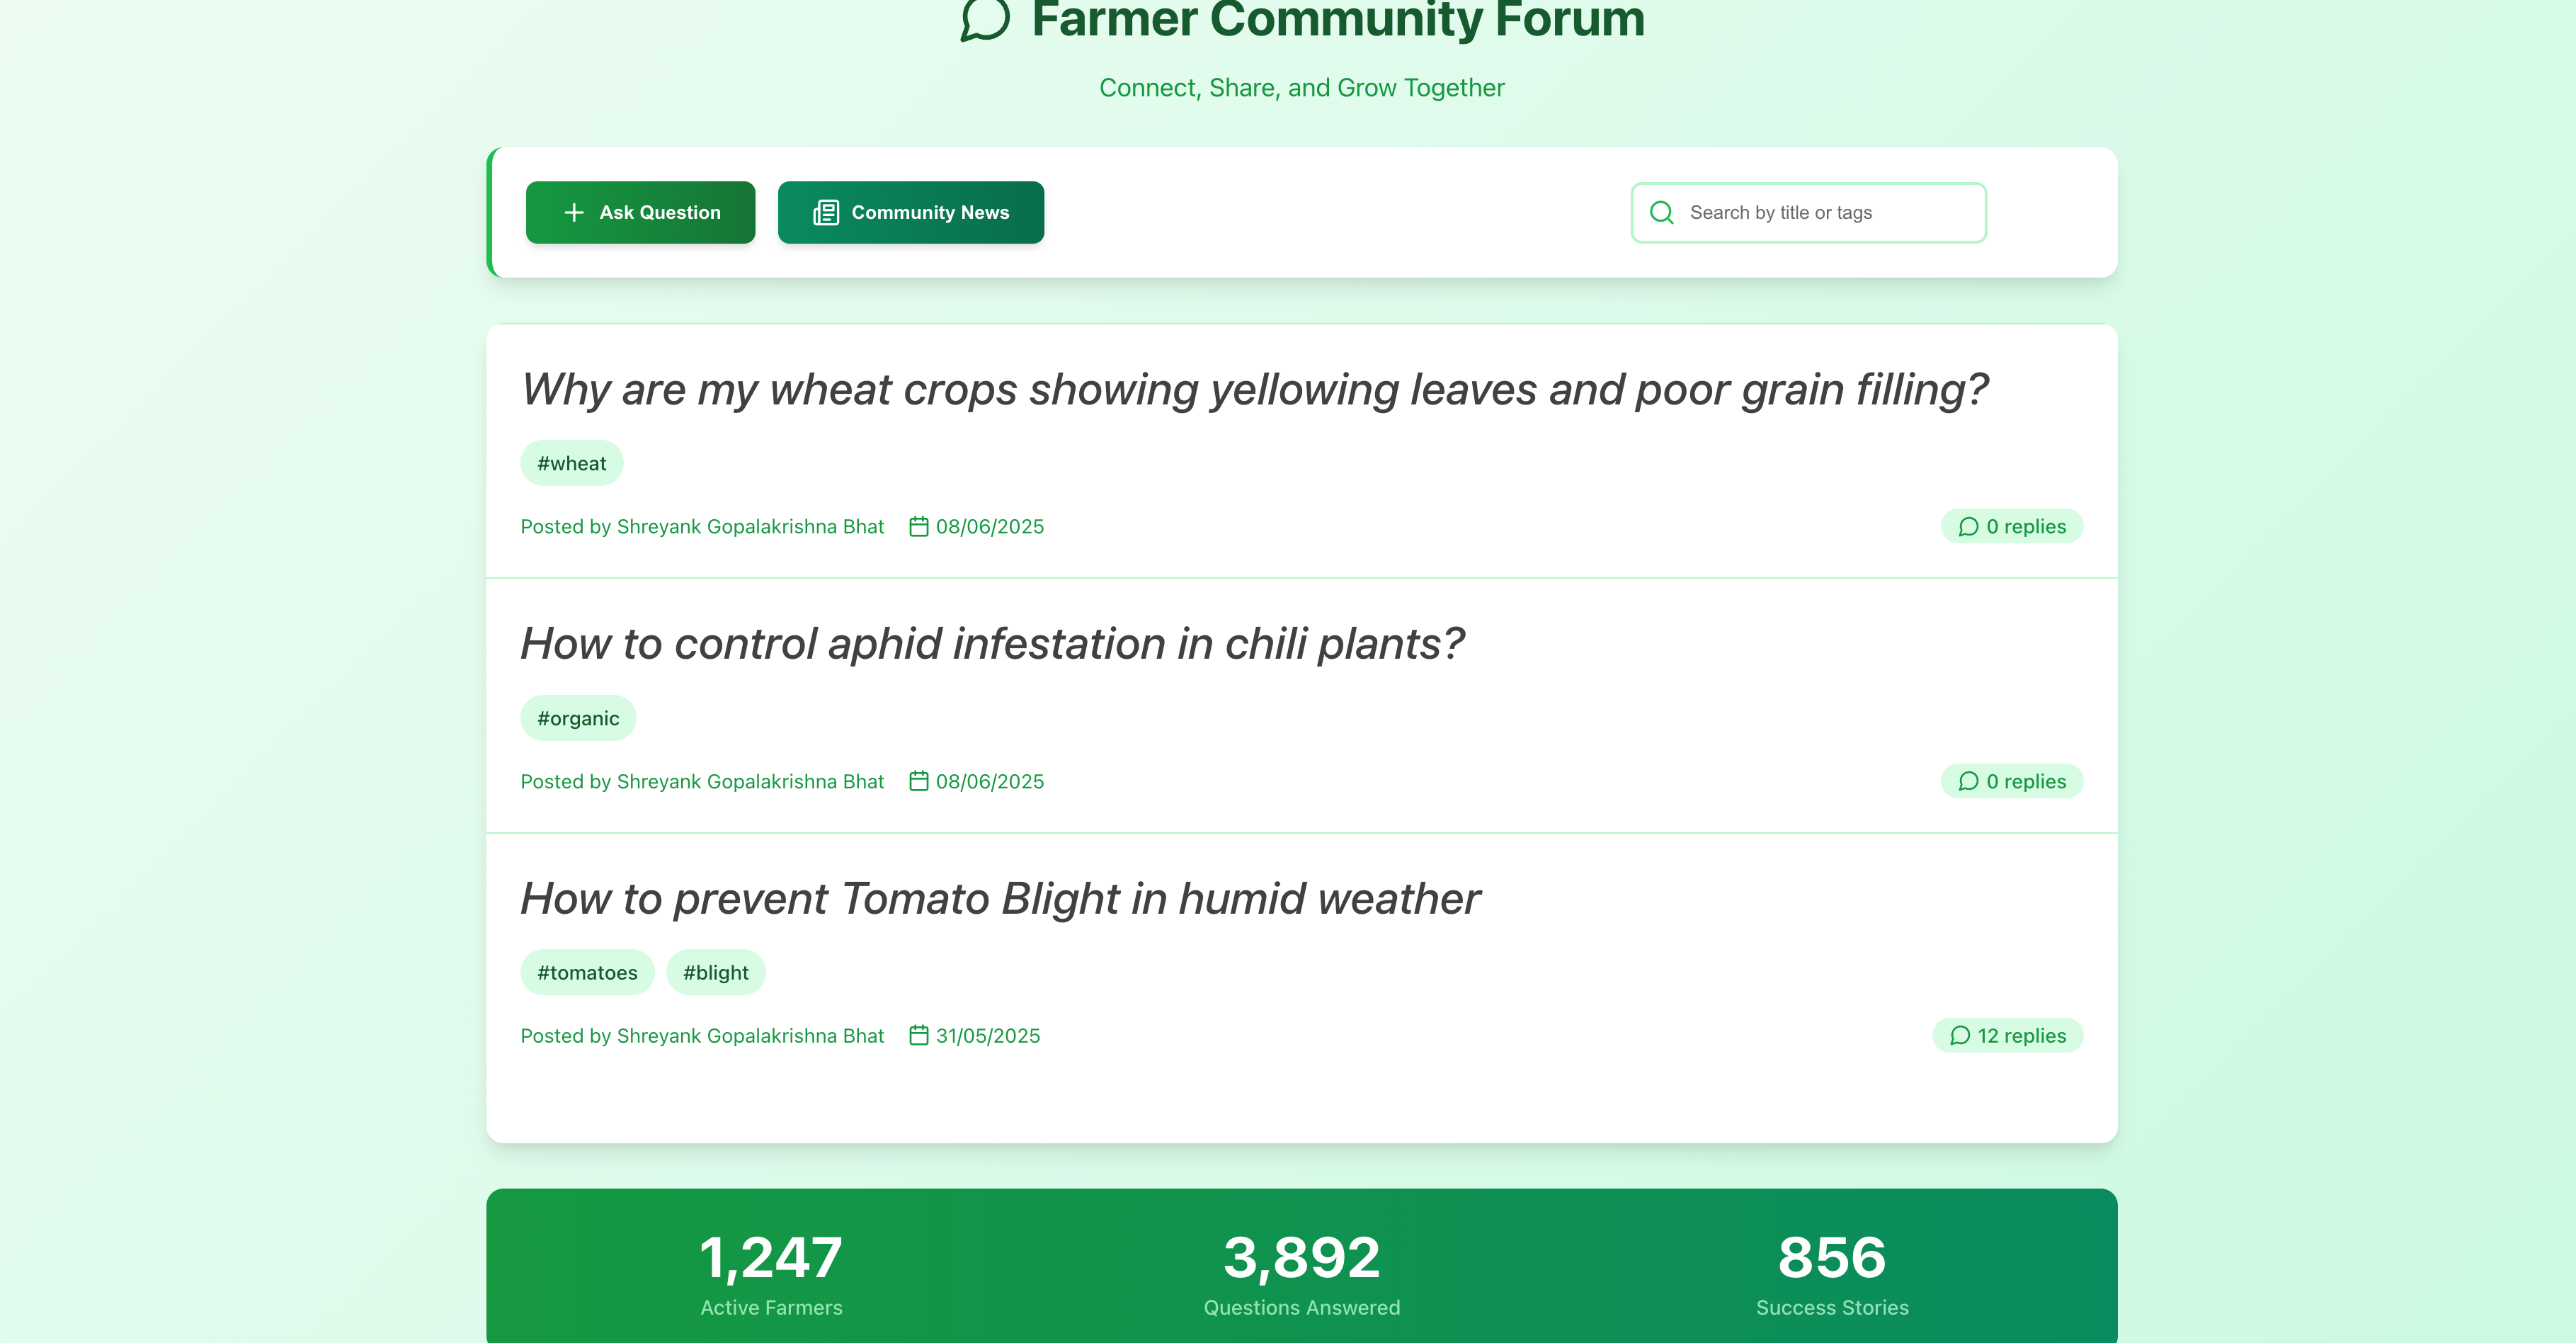 Farmer Community Forum
Connect, Share, and Grow Together
Ask Question
Community News
Search by title or tags
Why are my wheat crops showing yellowing leaves and poor grain filling?
#wheat
Posted by Shreyank Gopalakrishna Bhat 08/06/2025
0 replies
How to control aphid infestation in chili plants?
#organic
Posted by Shreyank Gopalakrishna Bhat 08/06/2025
0 replies
How to prevent Tomato Blight in humid weather
#tomatoes #blight
Posted by Shreyank Gopalakrishna Bhat 31/05/2025
12 replies
1,247
Active Farmers
3,892
Questions Answered
856
Success Stories